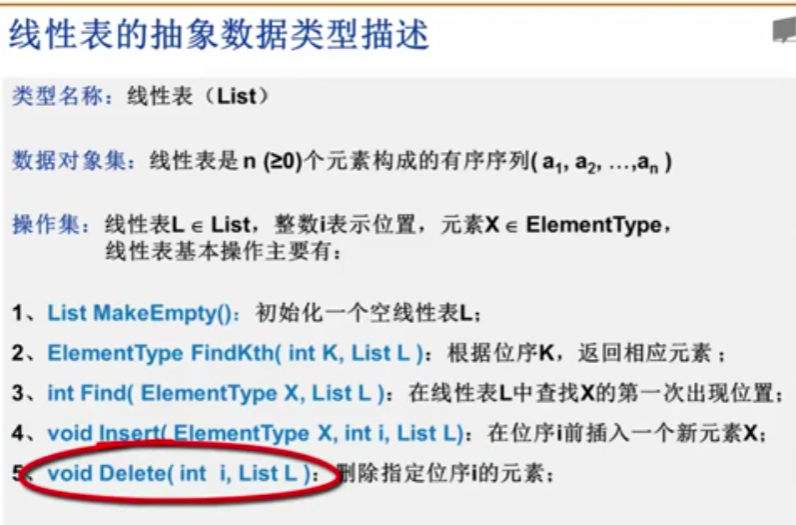 线性表的抽象数据类型描述
类型名称：线性表（List）
数据对象集：线性表是 n (≥0)个元素构成的有序序列( a1, a2, …,an )
操作集：线性表L ∈ List，整数i表示位置，元素X ∈ ElementType，
线性表基本操作主要有：
1、List MakeEmpty()：初始化一个空线性表L；
2、ElementType FindKth( int K, List L )：根据位序K，返回相应元素；
3、int Find( ElementType X, List L )：在线性表L中查找X的第一次出现位置；
4、void Insert( ElementType X, int i, List L)：在位序i前插入一个新元素X；
5、void Delete( int i, List L )：删除指定位序i的元素；